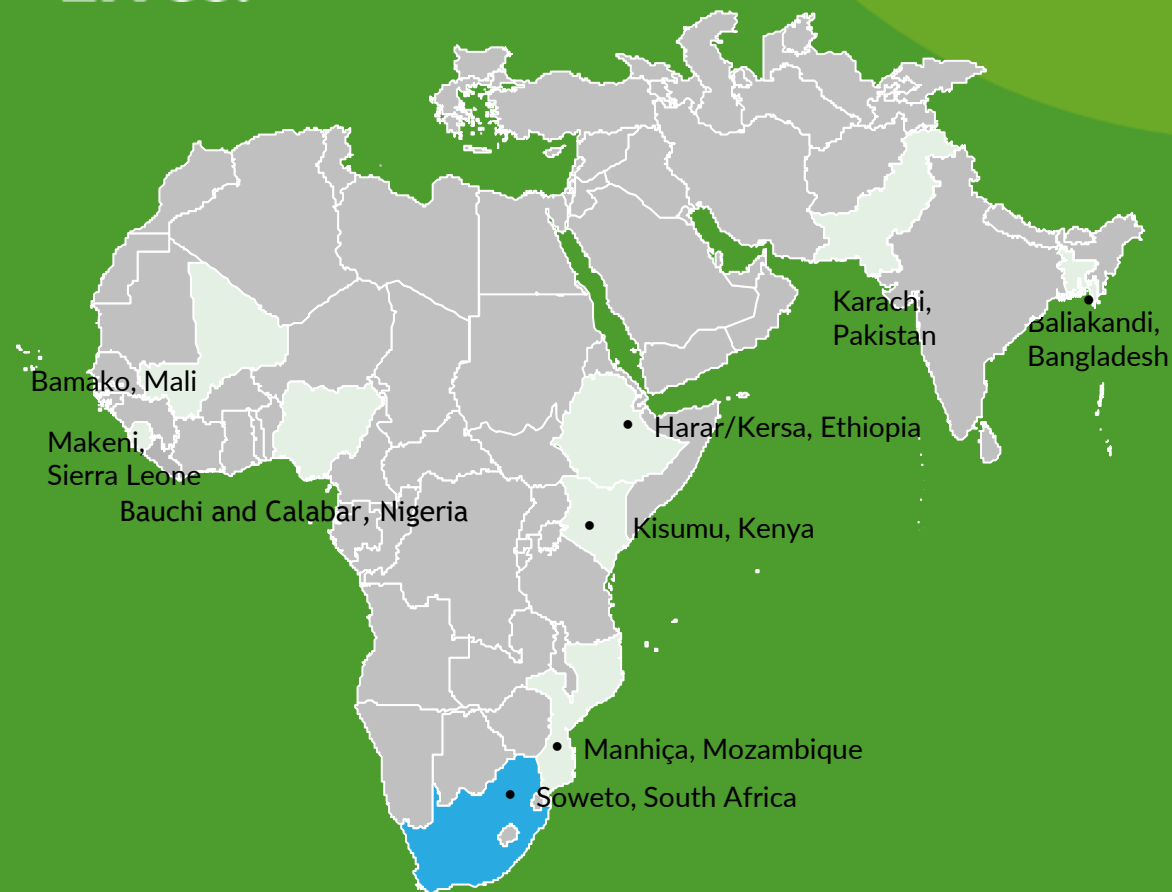 Karachi,
Pakistan
Baliakandi,
Bangladesh
Bamako, Mali
Harar/Kersa, Ethiopia
Makeni,
Sierra Leone
Bauchi and Calabar, Nigeria
Kisumu, Kenya
Manhiça, Mozambique
Soweto, South Africa